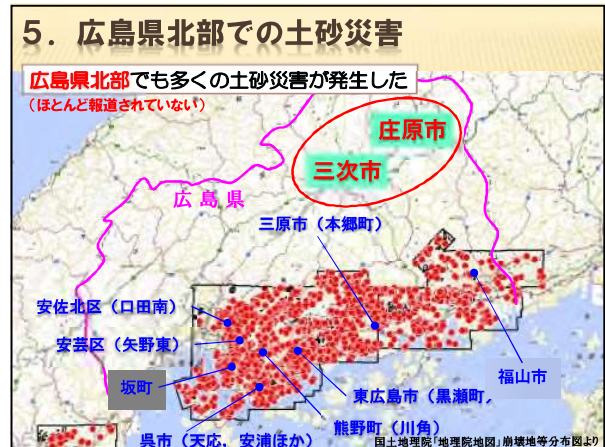 5．広島県北部での土砂災害
広島県北部でも多くの土砂災害が発生した
（ほとんど報道されていない）
庄原市
三次市
広島県
三原市（本郷町）
安佐北区（口田南）
安芸区（矢野東）
坂町
福山市
東広島市（黒瀬町，
熊野町（川角）
呉市（天応，安浦ほか）
国土地理院「地理院地図」崩壊地等分布図より